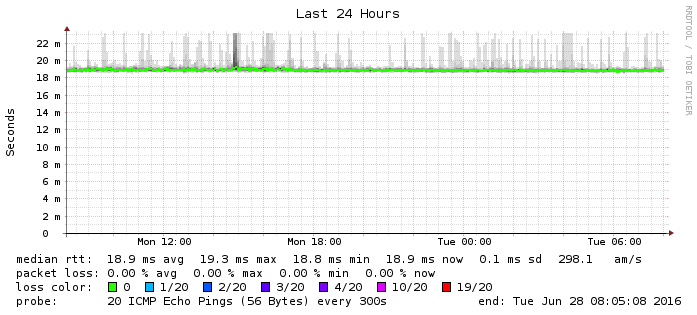 Last 24 Hours
RRDTOOL / TOBI OETIKER
Seconds
22 m
20 m
18 m
16 m
14 m
12 m
10 m
8 m
6 m
4 m
2 m
0
Mon 12:00 Mon 18:00 Tue 00:00 Tue 06:00
median rtt: 18.9 ms avg 19.3 ms max 18.8 ms min 18.9 ms now 0.1 ms sd 298.1 am/s
packet loss: 0.00 % avg 0.00 % max 0.00 % min 0.00 % now
loss color: 0 1/20 2/20 3/20 4/20 10/20 19/20
probe: 20 ICMP Echo Pings (56 Bytes) every 300s end: Tue Jun 28 08:05:08 2016